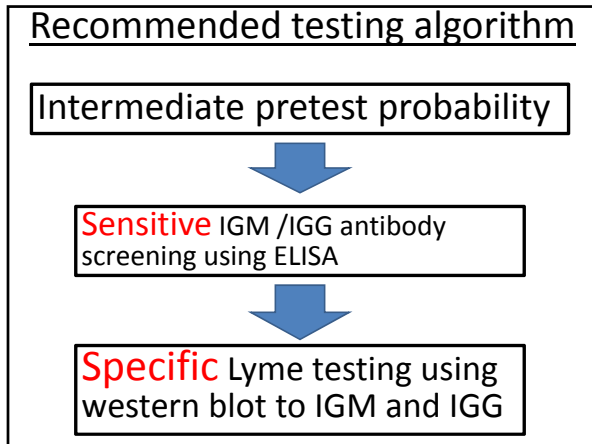 Recommended testing algorithm
Intermediate pretest probability
Sensitive IGM /IGG antibody
screening using ELISA
Specific Lyme testing using
western blot to IGM and IGG